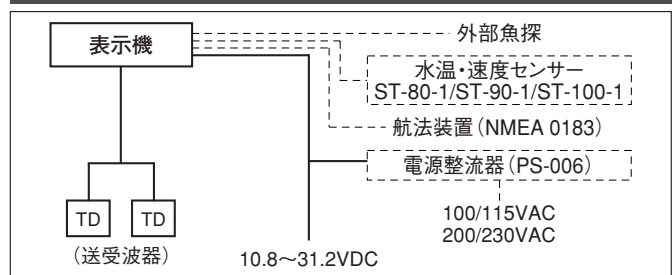 表示機
外部魚探
水温・速度センサー
ST-80-1/ST-90-1/ST-100-1
航法装置(NMEA 0183)
電源整流器(PS-006)
TD
TD
(送受波器)
10.8〜31.2VDC
100/115VAC
200/230VAC